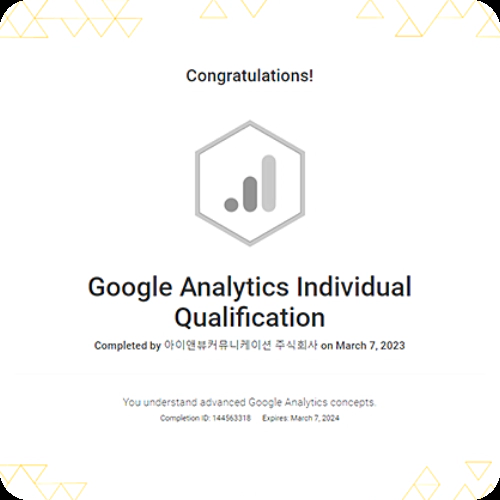 Congratulations!
Google Analytics Individual
Qualification
Completed by 아이앤뷰커뮤니케이션 주식회사 on March 7, 2023
You understand advanced Google Analytics concepts.
Completion ID: 144563318 Expires: March 7, 2024